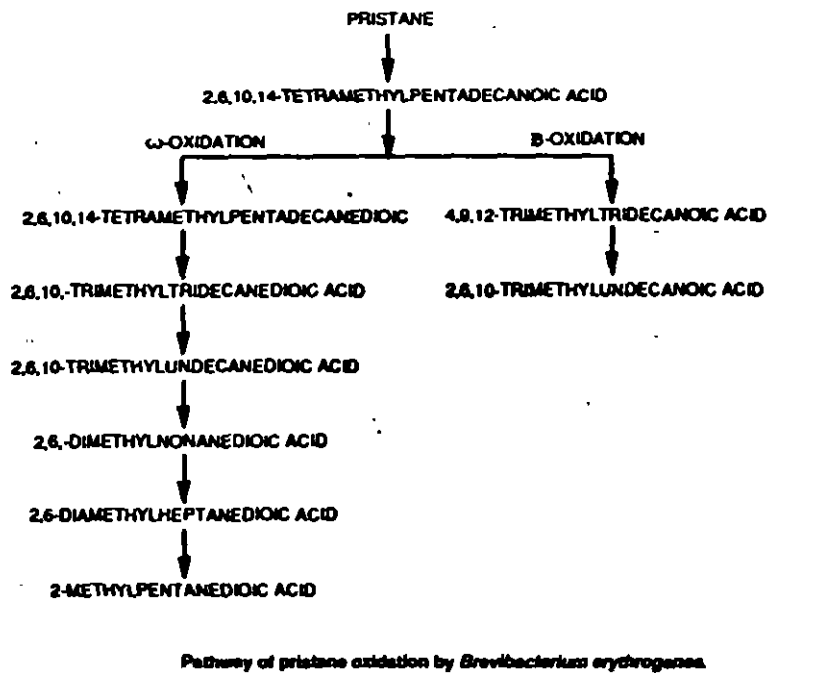 PRISTANE
2,6,10,14-TETRAMETHYLPENTADECANOIC ACID
ω-OXIDATION
B-OXIDATION
2,6,10,14-TETRAMETHYLPENTADECANEDIOIC
4,8,12-TRIMETHYLTRIDECANOIC ACID
2,6,10,-TRIMETHYLTRIDECANEDIOIC ACID
2,6,10-TRIMETHYLUNDECANOIC ACID
2,6,10-TRIMETHYLUNDECANEDIOIC ACID
2,6,-DIMETHYLNONANEDIOIC ACID
2,6-DIAMETHYLHEPTANEDIOIC ACID
2-METHYLPENTANEDIOIC ACID
Pathway of pristane oxidation by Brevibacterium erythrogenes.